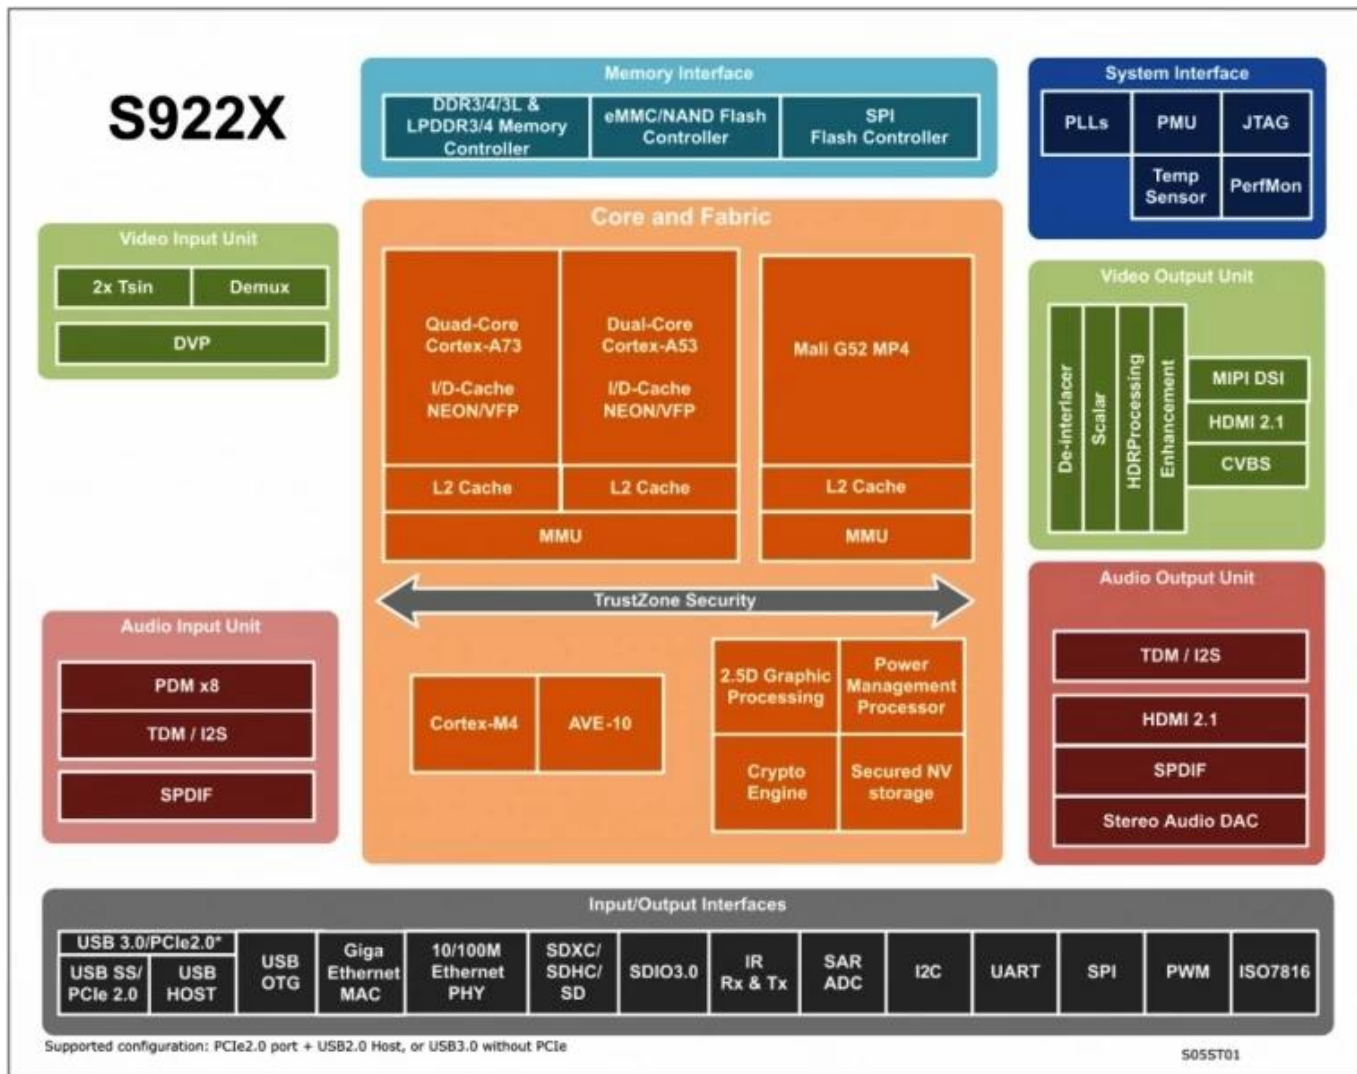 S922X
Memory Interface
DDR3/4/3L &
LPDDR3/4 Memory
Controller
eMMC/NAND Flash
Controller
SPI
Flash Controller
System Interface
PLLs
PMU
JTAG
Temp
Sensor
PerfMon
Video Input Unit
2x Tsin
Demux
DVP
Core and Fabric
Quad-Core
Cortex-A73
I/D-Cache
NEON/VFP
Dual-Core
Cortex-A53
I/D-Cache
NEON/VFP
Mali G52 MP4
L2 Cache
L2 Cache
L2 Cache
MMU
MMU
TrustZone Security
Cortex-M4
AVE-10
2.5D Graphic
Processing
Power
Management
Processor
Crypto
Engine
Secured NV
storage
Video Output Unit
De-interlacer
Scalar
HDRProcessing
Enhancement
MIPI DSI
HDMI 2.1
CVBS
Audio Input Unit
PDM x8
TDM / I2S
SPDIF
Audio Output Unit
TDM / I2S
HDMI 2.1
SPDIF
Stereo Audio DAC
Input/Output Interfaces
USB 3.0/PCIe2.0*
USB SS/
PCIe 2.0
USB
HOST
USB
OTG
Giga
Ethernet
MAC
10/100M
Ethernet
PHY
SDXC/
SDHC/
SD
SDIO3.0
IR
Rx & Tx
SAR
ADC
I2C
UART
SPI
PWM
ISO7816
Supported configuration: PCIe2.0 port + USB2.0 Host, or USB3.0 without PCIe
S05ST01